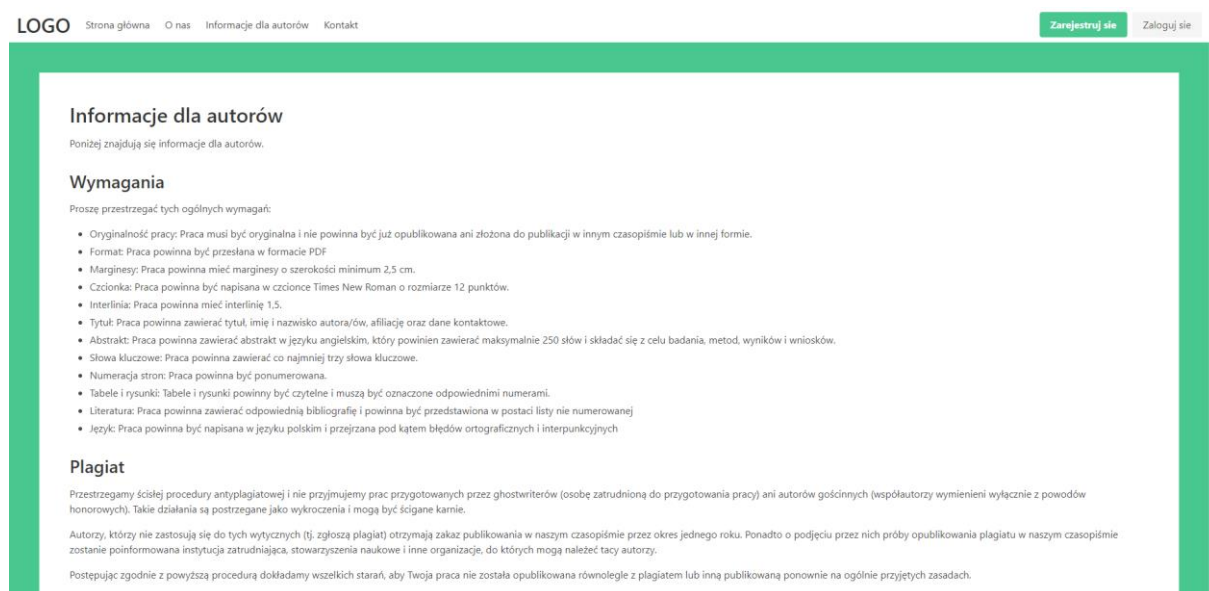 LOGO Strona główna O nas Informacje dla autorów Kontakt Zarejestruj sie Zaloguj sie
Informacje dla autorów
Poniżej znajdują się informacje dla autorów.
Wymagania
Proszę przestrzegać tych ogólnych wymagań:
• Oryginalność pracy: Praca musi być oryginalna i nie powinna być już opublikowana ani złożona do publikacji w innym czasopiśmie lub w innej formie.
• Format: Praca powinna być przesłana w formacie PDF
• Marginesy: Praca powinna mieć marginesy o szerokości minimum 2,5 cm.
• Czcionka: Praca powinna być napisana w czcionce Times New Roman o rozmiarze 12 punktów.
• Interlinia: Praca powinna mieć interlinię 1,5.
• Tytuł: Praca powinna zawierać tytuł, imię i nazwisko autora/ów, afiliację oraz dane kontaktowe.
• Abstrakt: Praca powinna zawierać abstrakt w języku angielskim, który powinien zawierać maksymalnie 250 słów i składać się z celu badania, metod, wyników i wniosków.
• Słowa kluczowe: Praca powinna zawierać co najmniej trzy słowa kluczowe.
• Numeracja stron: Praca powinna być ponumerowana.
• Tabele i rysunki: Tabele i rysunki powinny być czytelne i muszą być oznaczone odpowiednimi numerami.
• Literatura: Praca powinna zawierać odpowiednią bibliografię i powinna być przedstawiona w postaci listy nie numerowanej
• Język: Praca powinna być napisana w języku polskim i przejrzana pod kątem błędów ortograficznych i interpunkcyjnych
Plagiat
Przestrzegamy ścisłej procedury antyplagiatowej i nie przyjmujemy prac przygotowanych przez ghostwriterów (osobę zatrudnioną do przygotowania pracy) ani autorów gościnnych (współautorzy wymienieni wyłącznie z powodów
honorowych). Takie działania są postrzegane jako wykroczenia i mogą być ścigane karnie.
Autorzy, którzy nie zastosują się do tych wytycznych (tj. zgłoszą plagiat) otrzymają zakaz publikowania w naszym czasopiśmie przez okres jednego roku. Ponadto o podjęciu przez nich próby opublikowania plagiatu w naszym czasopiśmie
zostanie poinformowana instytucja zatrudniająca, stowarzyszenia naukowe i inne organizacje, do których mogą należeć tacy autorzy.
Postępując zgodnie z powyższą procedurą dokładamy wszelkich starań, aby Twoja praca nie została opublikowana równolegle z plagiatem lub inną publikowaną ponownie na ogólnie przyjętych zasadach.